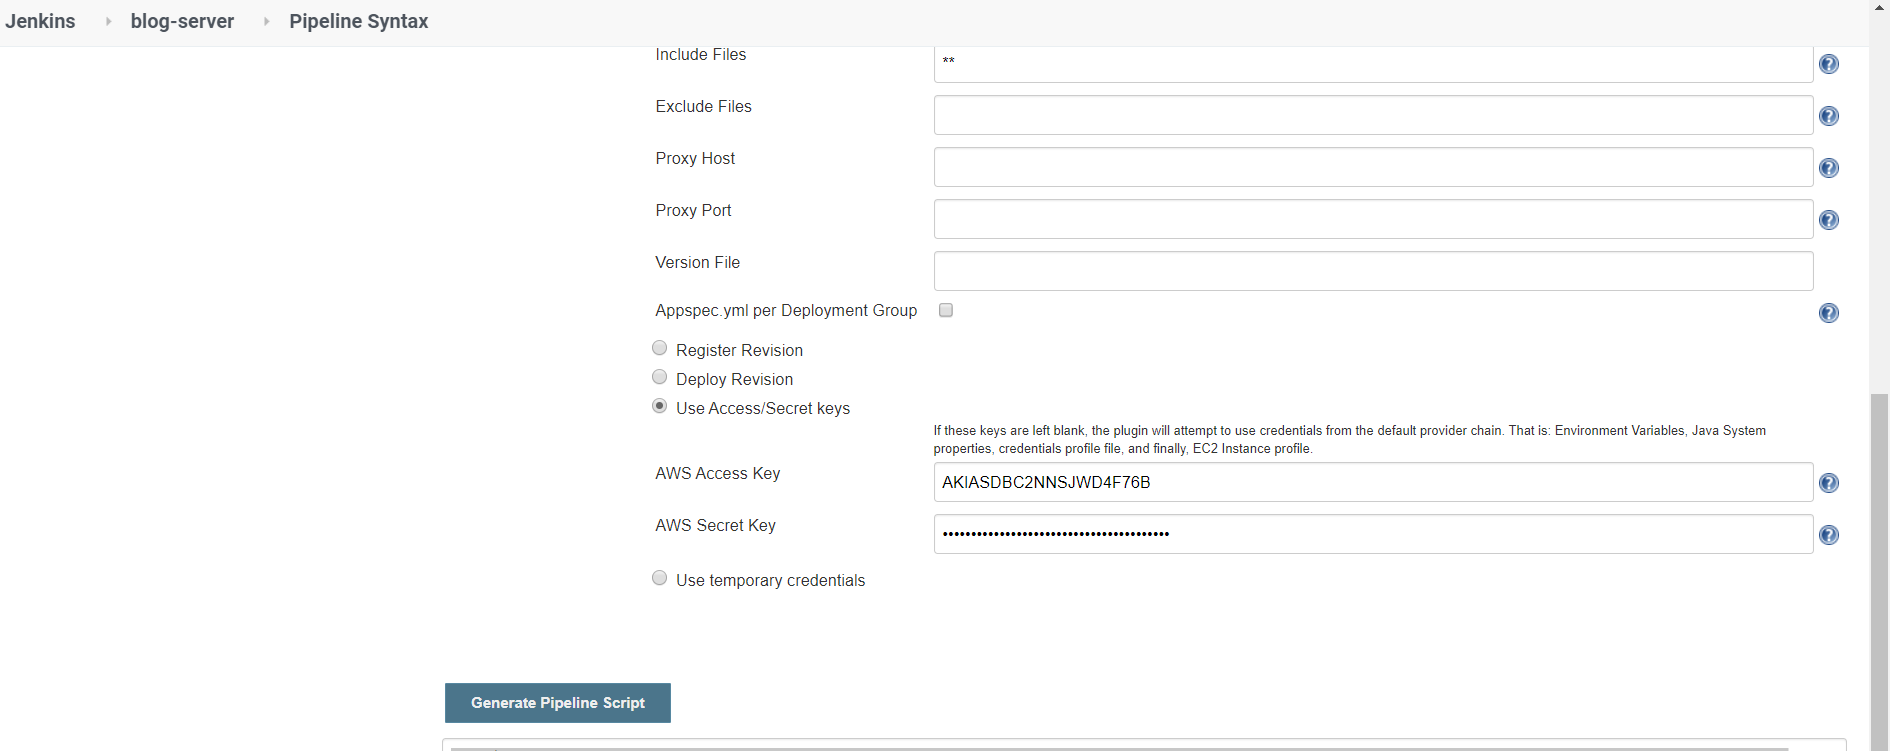 Jenkins blog-server Pipeline Syntax
Include Files
**
Exclude Files
Proxy Host
Proxy Port
Version File
Appspec.yml per Deployment Group
Register Revision
Deploy Revision
Use Access/Secret keys
If these keys are left blank, the plugin will attempt to use credentials from the default provider chain. That is: Environment Variables, Java System
properties, credentials profile file, and finally, EC2 Instance profile.
AWS Access Key
AKIASDBC2NNSJWD4F76B
AWS Secret Key
••••••••••••••••••••••••••••••••••••••••
Use temporary credentials
Generate Pipeline Script